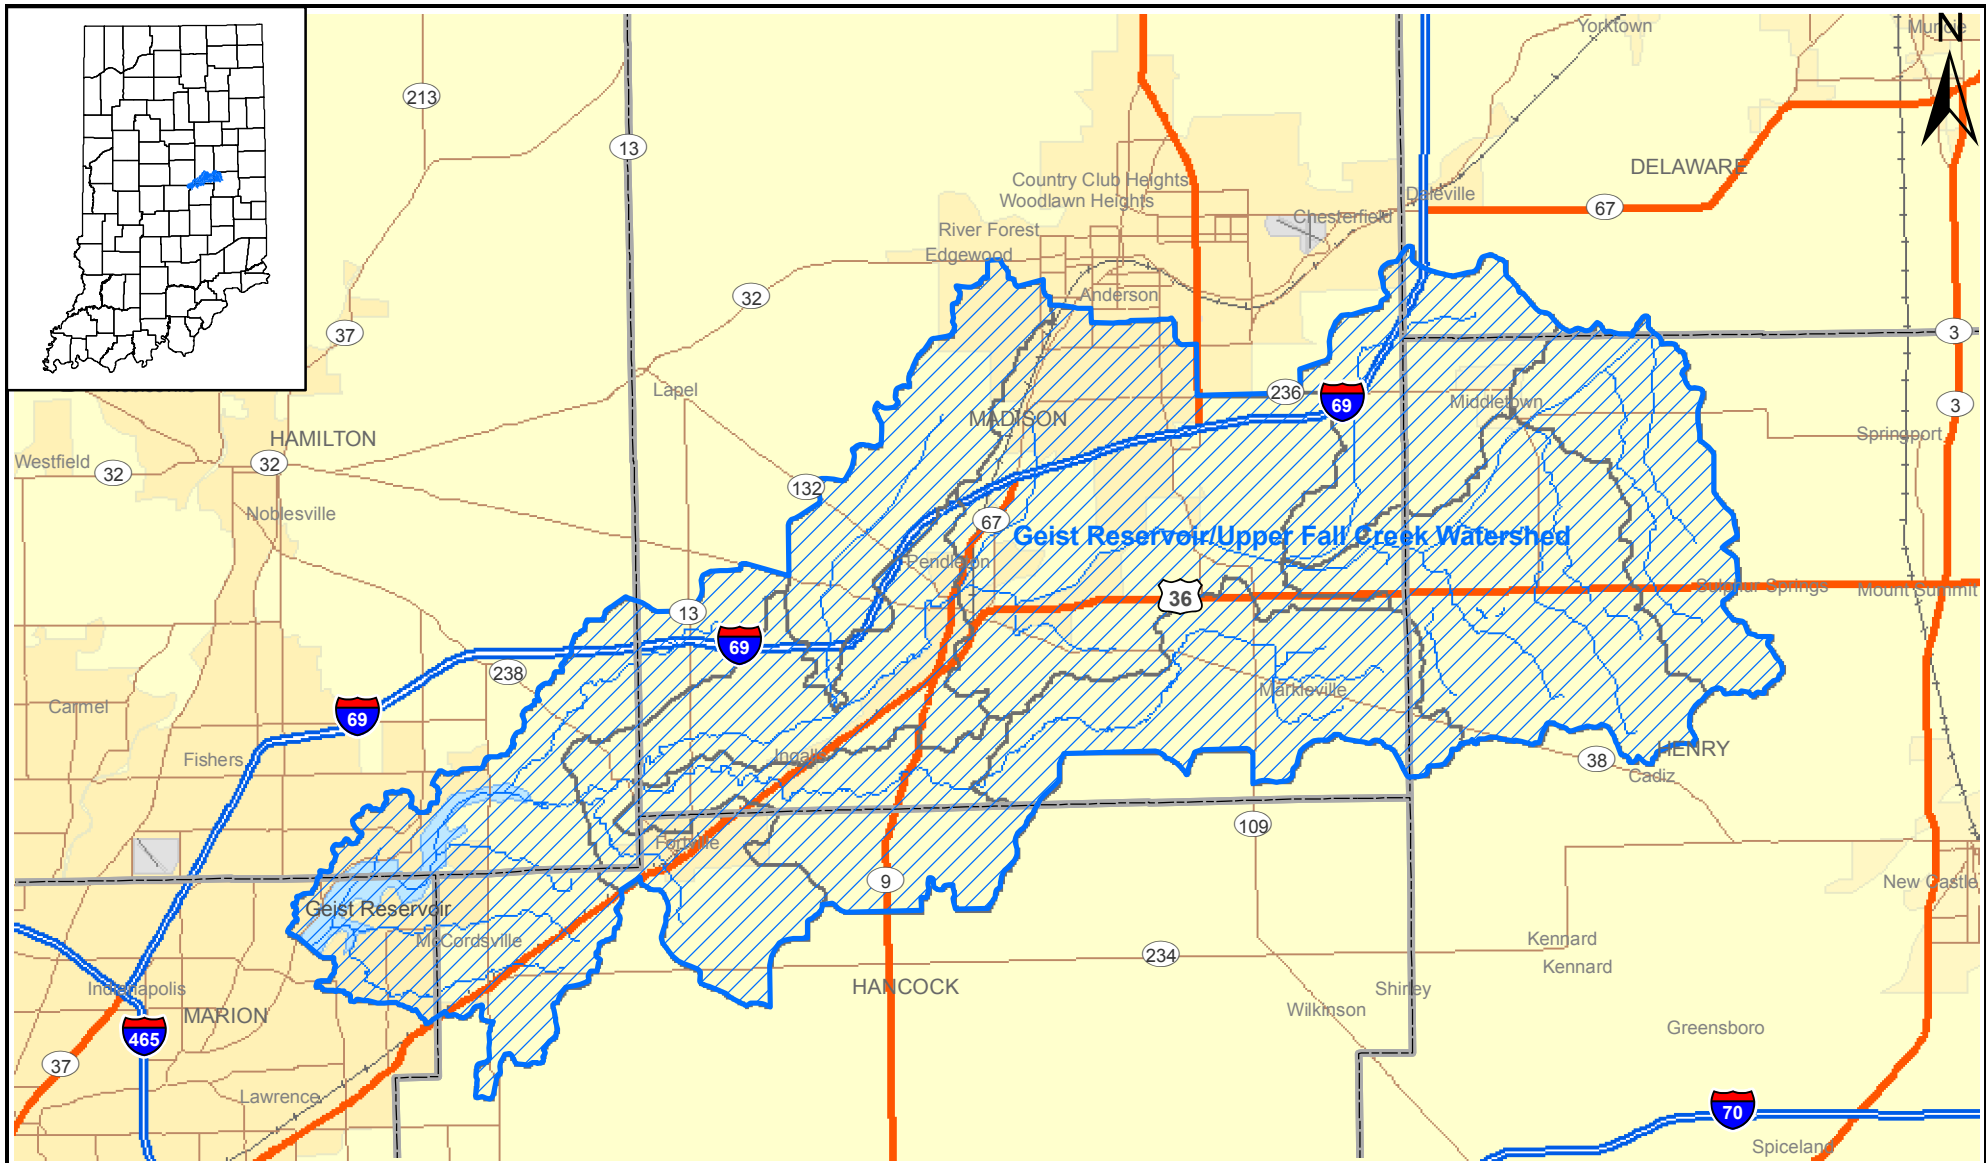 N
Yorktown
Muncie
213
13
DELAWARE
Country Club Heights
Woodlawn Heights
Daleville
67
Chesterfield
River Forest
Edgewood
32
Anderson
37
3
Lapel
236
69
Middletown
3
MADISON
HAMILTON
Springport
Westfield
32
32
132
Noblesville
67
Geist Reservoir/Upper Fall Creek Watershed
Pendleton
36
Sulphur Springs
Mount Summit
13
69
238
Markleville
Carmel
69
Fishers
Ingalls
38
HENRY
Cadiz
109
Fortville
9
New Castle
Geist Reservoir
McCordsville
234
Kennard
Kennard
Indianapolis
HANCOCK
Shirley
MARION
Wilkinson
Greensboro
465
37
Lawrence
70
Spiceland